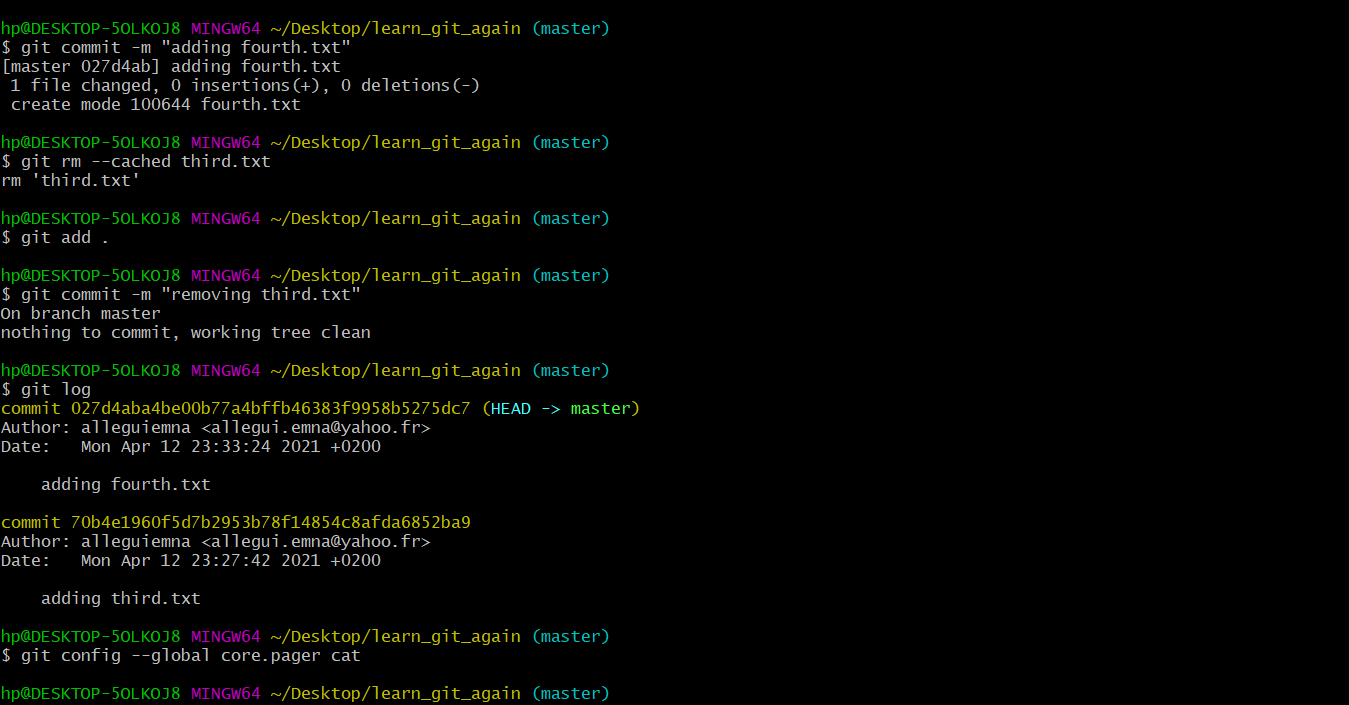 hp@DESKTOP-5OLKOJ8 MINGW64 ~/Desktop/learn_git_again (master)
$ git commit -m "adding fourth.txt"
[master 027d4ab] adding fourth.txt
 1 file changed, 0 insertions(+), 0 deletions(-)
 create mode 100644 fourth.txt

hp@DESKTOP-5OLKOJ8 MINGW64 ~/Desktop/learn_git_again (master)
$ git rm --cached third.txt
rm 'third.txt'

hp@DESKTOP-5OLKOJ8 MINGW64 ~/Desktop/learn_git_again (master)
$ git add .

hp@DESKTOP-5OLKOJ8 MINGW64 ~/Desktop/learn_git_again (master)
$ git commit -m "removing third.txt"
On branch master
nothing to commit, working tree clean

hp@DESKTOP-5OLKOJ8 MINGW64 ~/Desktop/learn_git_again (master)
$ git log
commit 027d4aba4be00b77a4bffb46383f9958b5275dc7 (HEAD -> master)
Author: alleguiemna <allegui.emna@yahoo.fr>
Date:   Mon Apr 12 23:33:24 2021 +0200

    adding fourth.txt

commit 70b4e1960f5d7b2953b78f14854c8afda6852ba9
Author: alleguiemna <allegui.emna@yahoo.fr>
Date:   Mon Apr 12 23:27:42 2021 +0200

    adding third.txt

hp@DESKTOP-5OLKOJ8 MINGW64 ~/Desktop/learn_git_again (master)
$ git config --global core.pager cat

hp@DESKTOP-5OLKOJ8 MINGW64 ~/Desktop/learn_git_again (master)